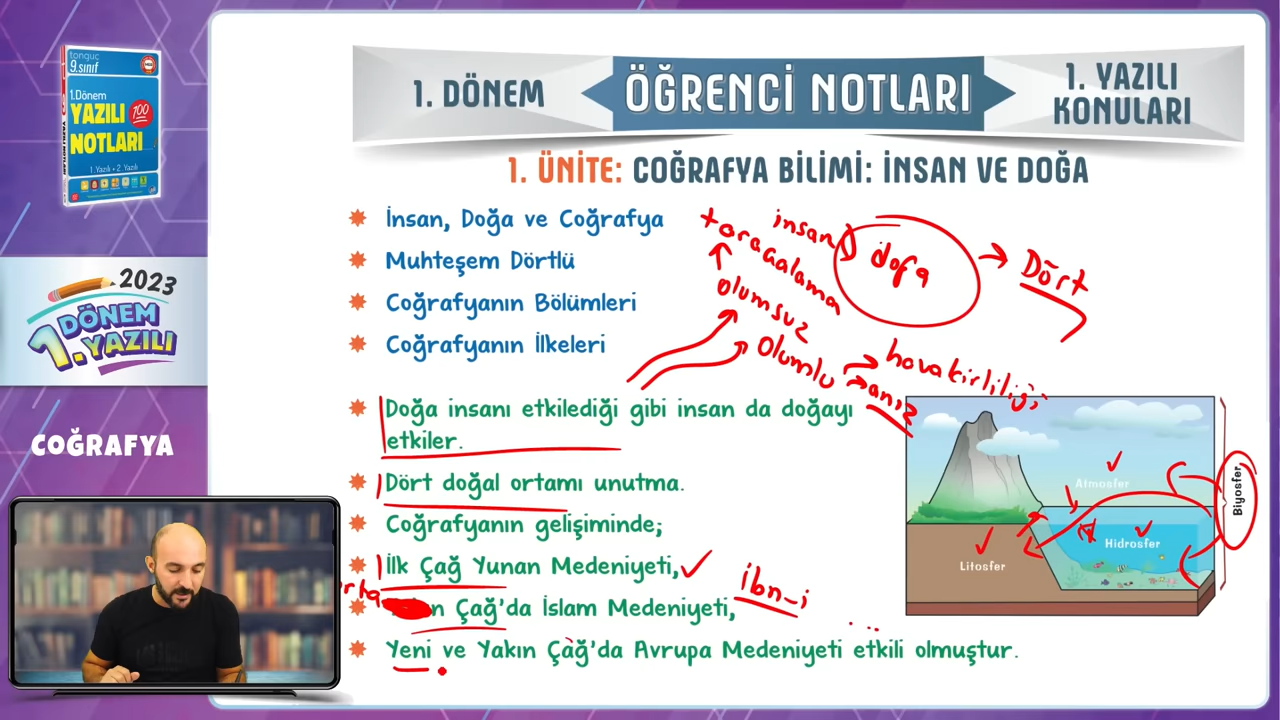 tonguç
9.sınıf
1.Dönem
YAZILI
100
NOTLARI
1.Yazılı • 2.Yazılı
2023
1. DÖNEM
YAZILI
COĞRAFYA
1. DÖNEM
ÖĞRENCİ NOTLARI
1. YAZILI
KONULARI
1. ÜNİTE: COĞRAFYA BİLİMİ: İNSAN VE DOĞA
İnsan, Doğa ve Coğrafya
Muhteşem Dörtlü
Coğrafyanın Bölümleri
Coğrafyanın İlkeleri
insan doğa
Dört
taraçalama
olumsuz
Olumlu
hava kirliliği
anız
Doğa insanı etkilediği gibi insan da doğayı
etkiler.
Dört doğal ortamı unutma.
Coğrafyanın gelişiminde;
İlk Çağ Yunan Medeniyeti,
Çağ'da İslam Medeniyeti,
ibn-i
Yeni ve Yakın Çağ'da Avrupa Medeniyeti etkili olmuştur.
Atmosfer
Hidrosfer
Litosfer
Biyosfer